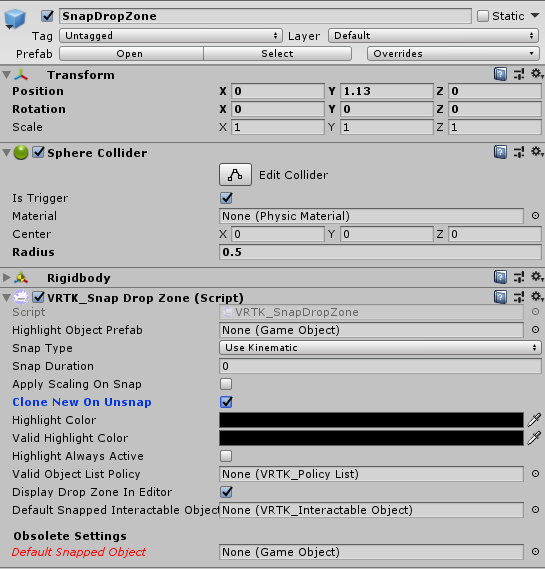 SnapDropZone Static
Tag Untagged Layer Default
Prefab Open Select Overrides
Transform
Position X 0 Y 1.13 Z 0
Rotation X 0 Y 0 Z 0
Scale X 1 Y 1 Z 1
Sphere Collider
Edit Collider
Is Trigger
Material None (Physic Material)
Center X 0 Y 0 Z 0
Radius 0.5
Rigidbody
VRTK_Snap Drop Zone (Script)
Script VRTK_SnapDropZone
Highlight Object Prefab None (Game Object)
Snap Type Use Kinematic
Snap Duration 0
Apply Scaling On Snap
Clone New On Unsnap
Highlight Color
Valid Highlight Color
Highlight Always Active
Valid Object List Policy None (VRTK_Policy List)
Display Drop Zone In Editor
Default Snapped Interactable Object None (VRTK_Interactable Object)
Obsolete Settings
Default Snapped Object None (Game Object)